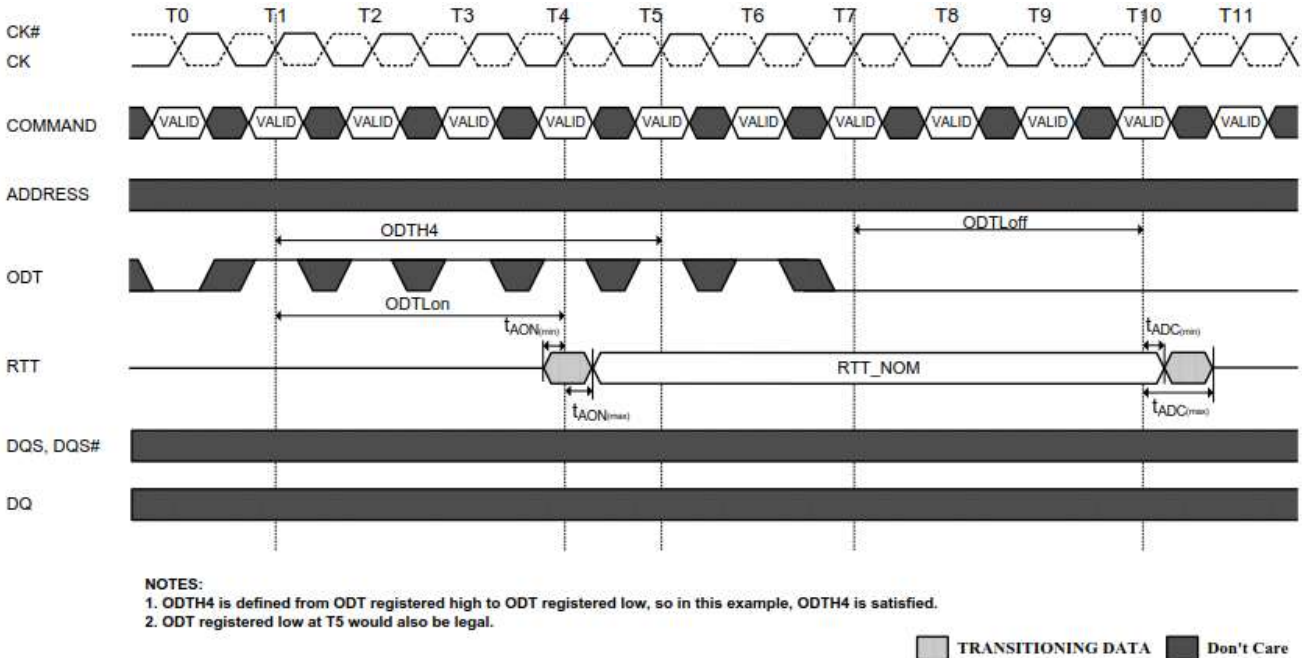 T0 T1 T2 T3 T4 T5 T6 T7 T8 T9 T10 T11
CK#
CK
COMMAND VALID VALID VALID VALID VALID VALID VALID VALID VALID VALID VALID VALID
ADDRESS
ODTH4 ODTLoff
ODT
ODTLon
tAON(min) tADC(min)
RTT RTT_NOM
tAON(max) tADC(max)
DQS, DQS#
DQ
NOTES:
1. ODTH4 is defined from ODT registered high to ODT registered low, so in this example, ODTH4 is satisfied.
2. ODT registered low at T5 would also be legal.
TRANSITIONING DATA Don't Care